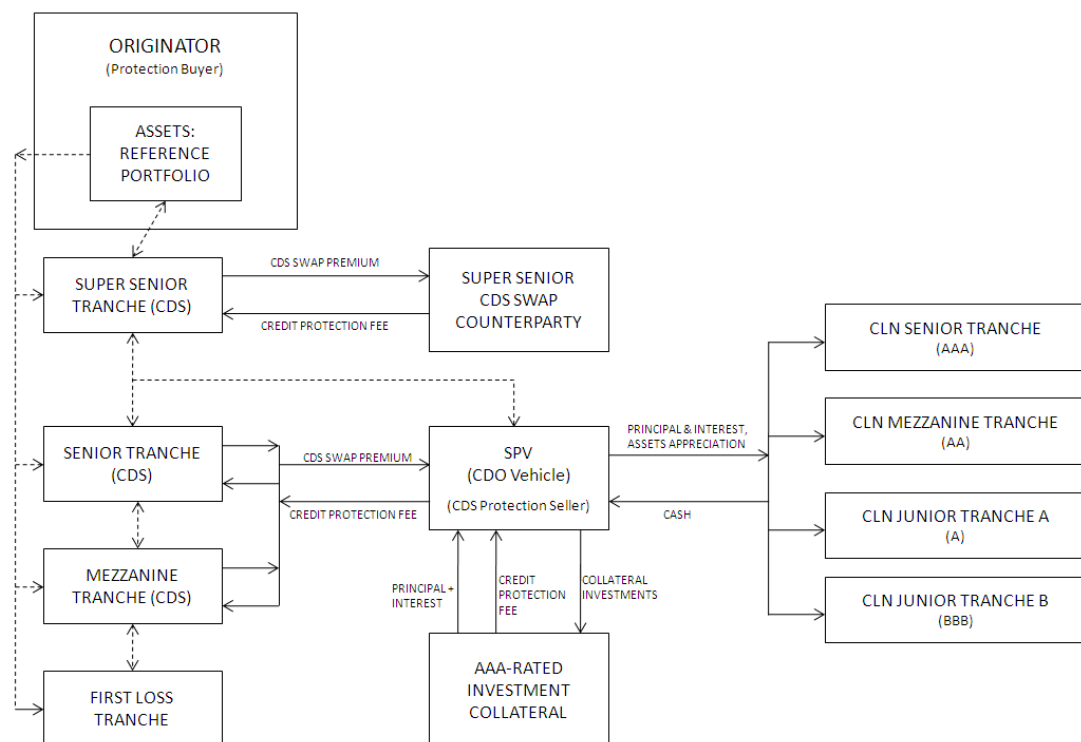 ORIGINATOR
(Protection Buyer)
ASSETS:
REFERENCE
PORTFOLIO
SUPER SENIOR
TRANCHE (CDS)
CDS SWAP PREMIUM
CREDIT PROTECTION FEE
SUPER SENIOR
CDS SWAP
COUNTERPARTY
SENIOR TRANCHE
(CDS)
CDS SWAP PREMIUM
CREDIT PROTECTION FEE
MEZZANINE
TRANCHE (CDS)
FIRST LOSS
TRANCHE
SPV
(CDO Vehicle)
(CDS Protection Seller)
PRINCIPAL +
INTEREST
CREDIT
PROTECTION
FEE
COLLATERAL
INVESTMENTS
AAA-RATED
INVESTMENT
COLLATERAL
PRINCIPAL & INTEREST,
ASSETS APPRECIATION
CASH
CLN SENIOR TRANCHE
(AAA)
CLN MEZZANINE TRANCHE
(AA)
CLN JUNIOR TRANCHE A
(A)
CLN JUNIOR TRANCHE B
(BBB)